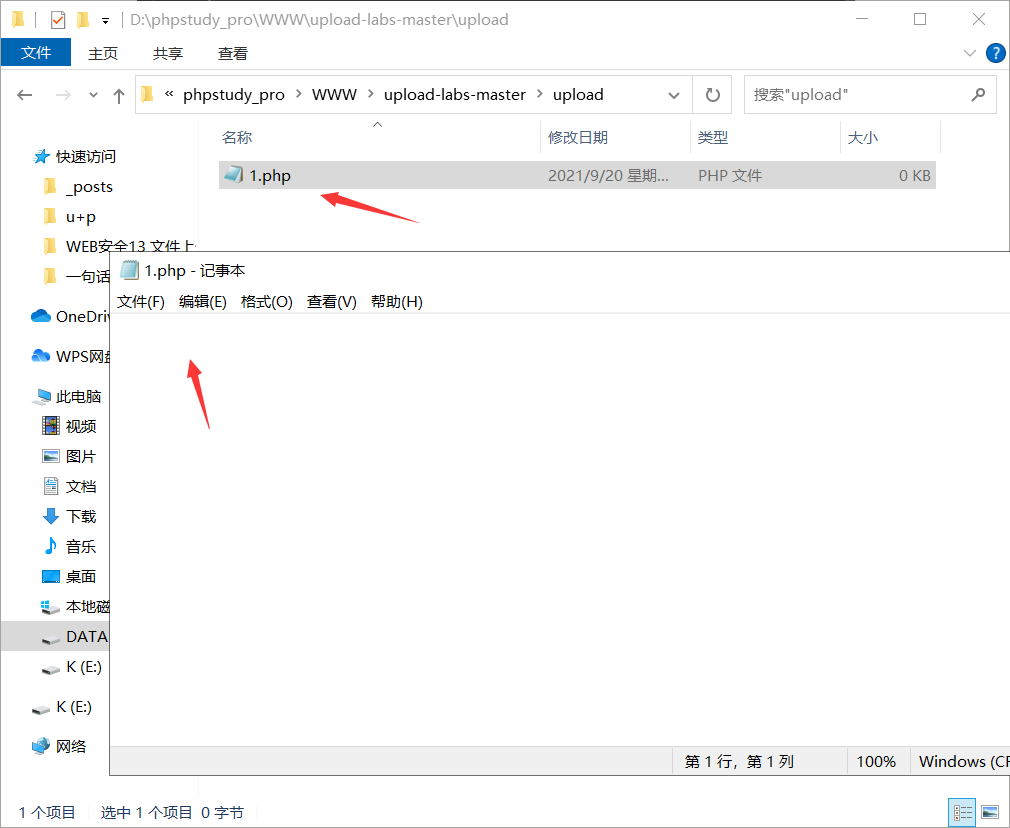 D:\phpstudy_pro\WWW\upload-labs-master\upload
文件 主页 共享 查看
« phpstudy_pro > WWW > upload-labs-master > upload
搜索"upload"
名称 修改日期 类型 大小
1.php 2021/9/20 星期... PHP 文件 0 KB
快速访问
_posts
u+p
WEB安全13 文件上
一句话
OneDriv
WPS网盘
此电脑
视频
图片
文档
下载
音乐
桌面
本地磁
DATA
K (E:)
K (E:)
网络
1.php - 记事本
文件(F) 编辑(E) 格式(O) 查看(V) 帮助(H)
第 1 行，第 1 列 100% Windows (CR
1 个项目 选中 1 个项目 0 字节